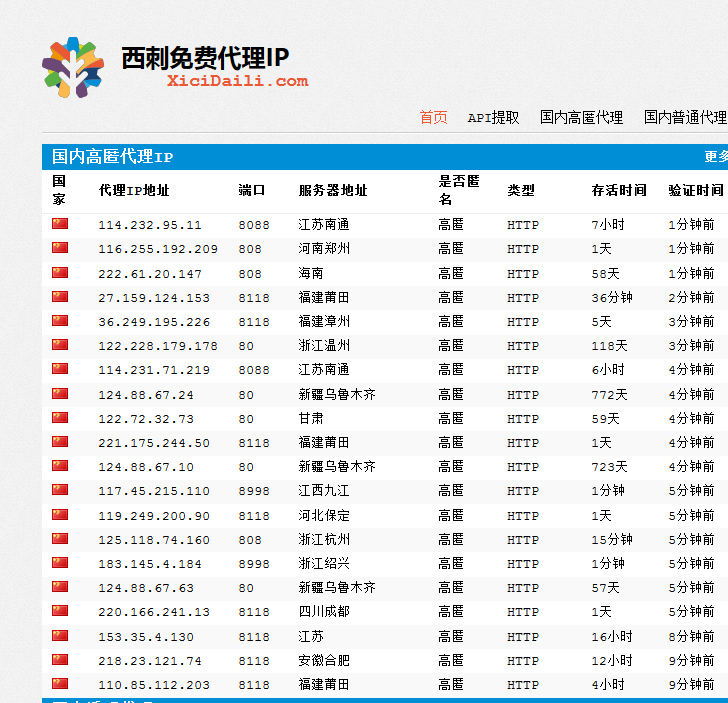 西刺免费代理IP
XiciDaili.com
首页 API提取 国内高匿代理 国内普通代理
国内高匿代理IP 更多
国家 代理IP地址 端口 服务器地址 是否匿名 类型 存活时间 验证时间
114.232.95.11 8088 江苏南通 高匿 HTTP 7小时 1分钟前
116.255.192.209 808 河南郑州 高匿 HTTP 1天 1分钟前
222.61.20.147 808 海南 高匿 HTTP 58天 1分钟前
27.159.124.153 8118 福建莆田 高匿 HTTP 36分钟 2分钟前
36.249.195.226 8118 福建漳州 高匿 HTTP 5天 3分钟前
122.228.179.178 80 浙江温州 高匿 HTTP 118天 3分钟前
114.231.71.219 8088 江苏南通 高匿 HTTP 6小时 4分钟前
124.88.67.24 80 新疆乌鲁木齐 高匿 HTTP 772天 4分钟前
122.72.32.73 80 甘肃 高匿 HTTP 59天 4分钟前
221.175.244.50 8118 福建莆田 高匿 HTTP 1天 4分钟前
124.88.67.10 80 新疆乌鲁木齐 高匿 HTTP 723天 4分钟前
117.45.215.110 8998 江西九江 高匿 HTTP 1分钟 5分钟前
119.249.200.90 8118 河北保定 高匿 HTTP 1天 5分钟前
125.118.74.160 808 浙江杭州 高匿 HTTP 15分钟 5分钟前
183.145.4.184 8998 浙江绍兴 高匿 HTTP 1分钟 5分钟前
124.88.67.63 80 新疆乌鲁木齐 高匿 HTTP 57天 5分钟前
220.166.241.13 8118 四川成都 高匿 HTTP 1天 5分钟前
153.35.4.130 8118 江苏 高匿 HTTP 16小时 8分钟前
218.23.121.74 8118 安徽合肥 高匿 HTTP 12小时 9分钟前
110.85.112.203 8118 福建莆田 高匿 HTTP 4小时 9分钟前